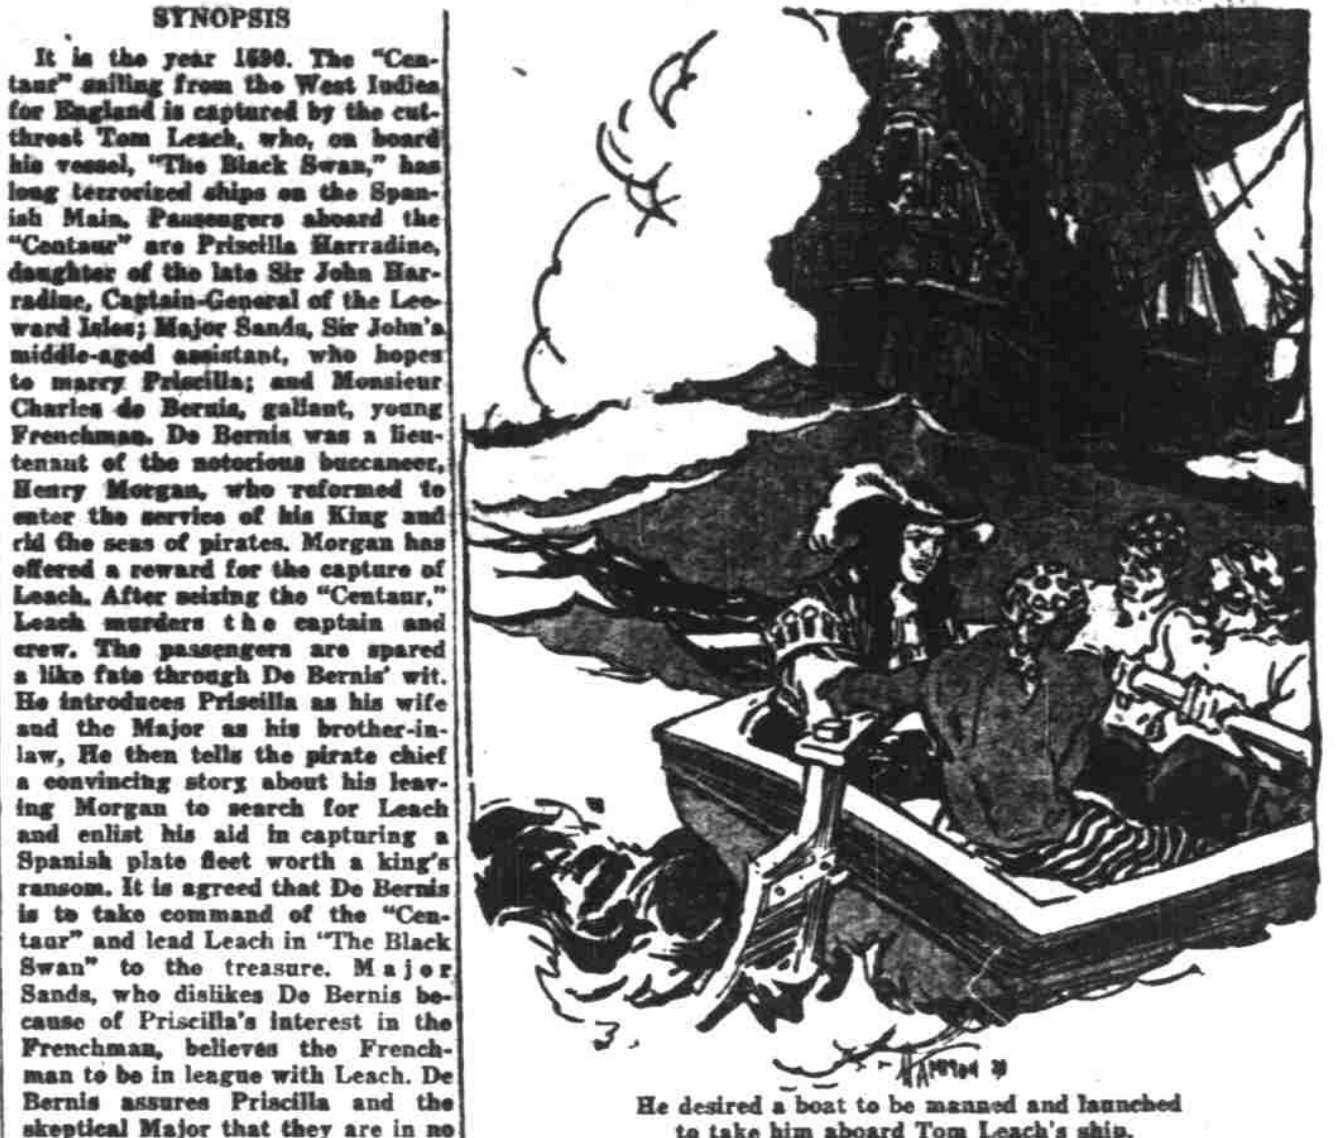 SYNOPSIS
It is the year 1690. The "Cen-
taur" sailing from the West Indies
for England is captured by the cut-
throat Tom Leach, who, on board
his vessel, "The Black Swan," has
long terrorized ships on the Span-
ish Main. Passengers aboard the
"Centaur" are Priscilla Harradine,
daughter of the late Sir John Har-
radine, Captain-General of the Lee-
ward Isles; Major Sands, Sir John's
middle-aged assistant, who hopes
to marry Priscilla; and Monsieur
Charles de Bernis, gallant, young
Frenchman. De Bernis was a lieu-
tenant of the notorious buccaneer,
Henry Morgan, who reformed to
enter the service of his King and
rid the seas of pirates. Morgan has
offered a reward for the capture of
Leach. After seizing the "Centaur,"
Leach murders the captain and
crew. The passengers are spared
a like fate through De Bernis' wit.
He introduces Priscilla as his wife
and the Major as his brother-in-
law, He then tells the pirate chief
a convincing story about his leav-
ing Morgan to search for Leach
and enlist his aid in capturing a
Spanish plate fleet worth a king's
ransom. It is agreed that De Bernis
is to take command of the "Cen-
taur" and lead Leach in "The Black
Swan" to the treasure. Major
Sands, who dislikes De Bernis be-
cause of Priscilla's interest in the
Frenchman, believes the French-
man to be in league with Leach. De
Bernis assures Priscilla and the
skeptical Major that they are in no
He desired a boat to be manned and launched
to take him aboard Tom Leach's ship.